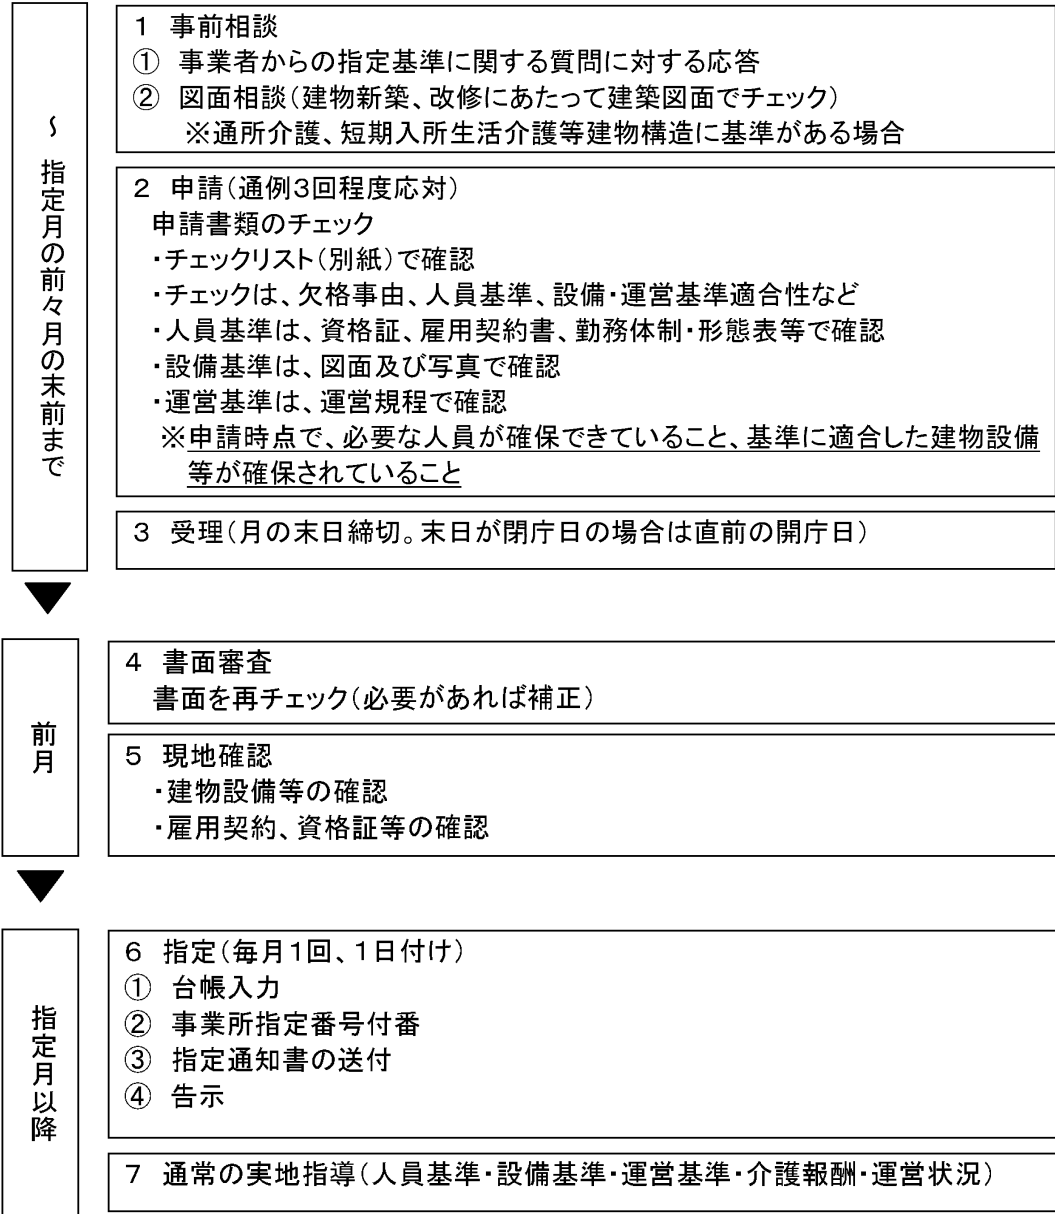 ～指定月の前々月の末前まで
１　事前相談
①　事業者からの指定基準に関する質問に対する応答
②　図面相談（建物新築、改修にあたって建築図面でチェック）
※通所介護、短期入所生活介護等建物構造に基準がある場合
２　申請（通例３回程度応対）
申請書類のチェック
・チェックリスト（別紙）で確認
・チェックは、欠格事由、人員基準、設備・運営基準適合性など
・人員基準は、資格証、雇用契約書、勤務体制・形態表等で確認
・設備基準は、図面及び写真で確認
・運営基準は、運営規程で確認
※申請時点で、必要な人員が確保できていること、基準に適合した建物設備
等が確保されていること
３　受理（月の末日締切。末日が閉庁日の場合は直前の開庁日）
前月
４　書面審査
書面を再チェック（必要があれば補正）
５　現地確認
・建物設備等の確認
・雇用契約、資格証等の確認
指定月以降
６　指定（毎月１回、１日付け）
①　台帳入力
②　事業所指定番号付番
③　指定通知書の送付
④　告示
７　通常の実地指導（人員基準・設備基準・運営基準・介護報酬・運営状況）